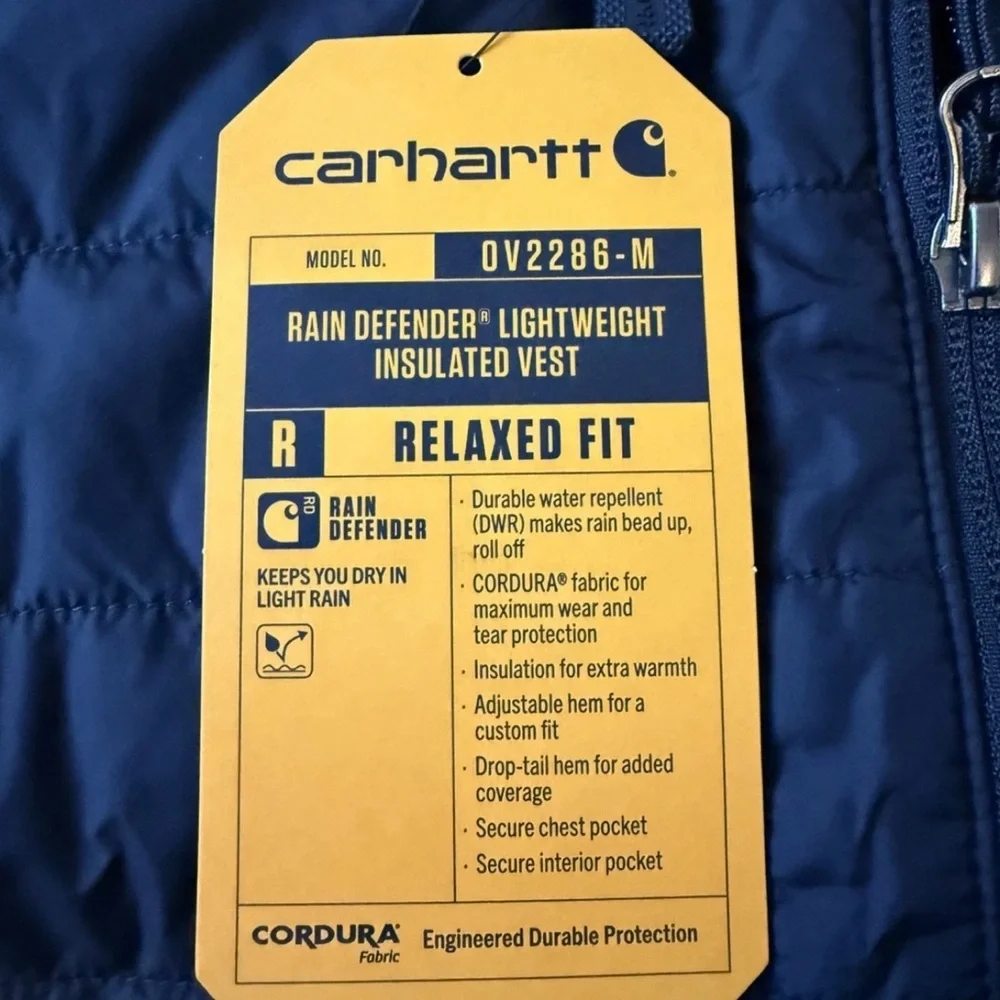 carhartt
MODEL NO. OV2286-M
RAIN DEFENDER® LIGHTWEIGHT
INSULATED VEST
R RELAXED FIT
RD
RAIN
DEFENDER
KEEPS YOU DRY IN
LIGHT RAIN
· Durable water repellent
(DWR) makes rain bead up,
roll off
· CORDURA® fabric for
maximum wear and
tear protection
· Insulation for extra warmth
· Adjustable hem for a
custom fit
· Drop-tail hem for added
coverage
· Secure chest pocket
· Secure interior pocket
CORDURA®
Fabric
Engineered Durable Protection